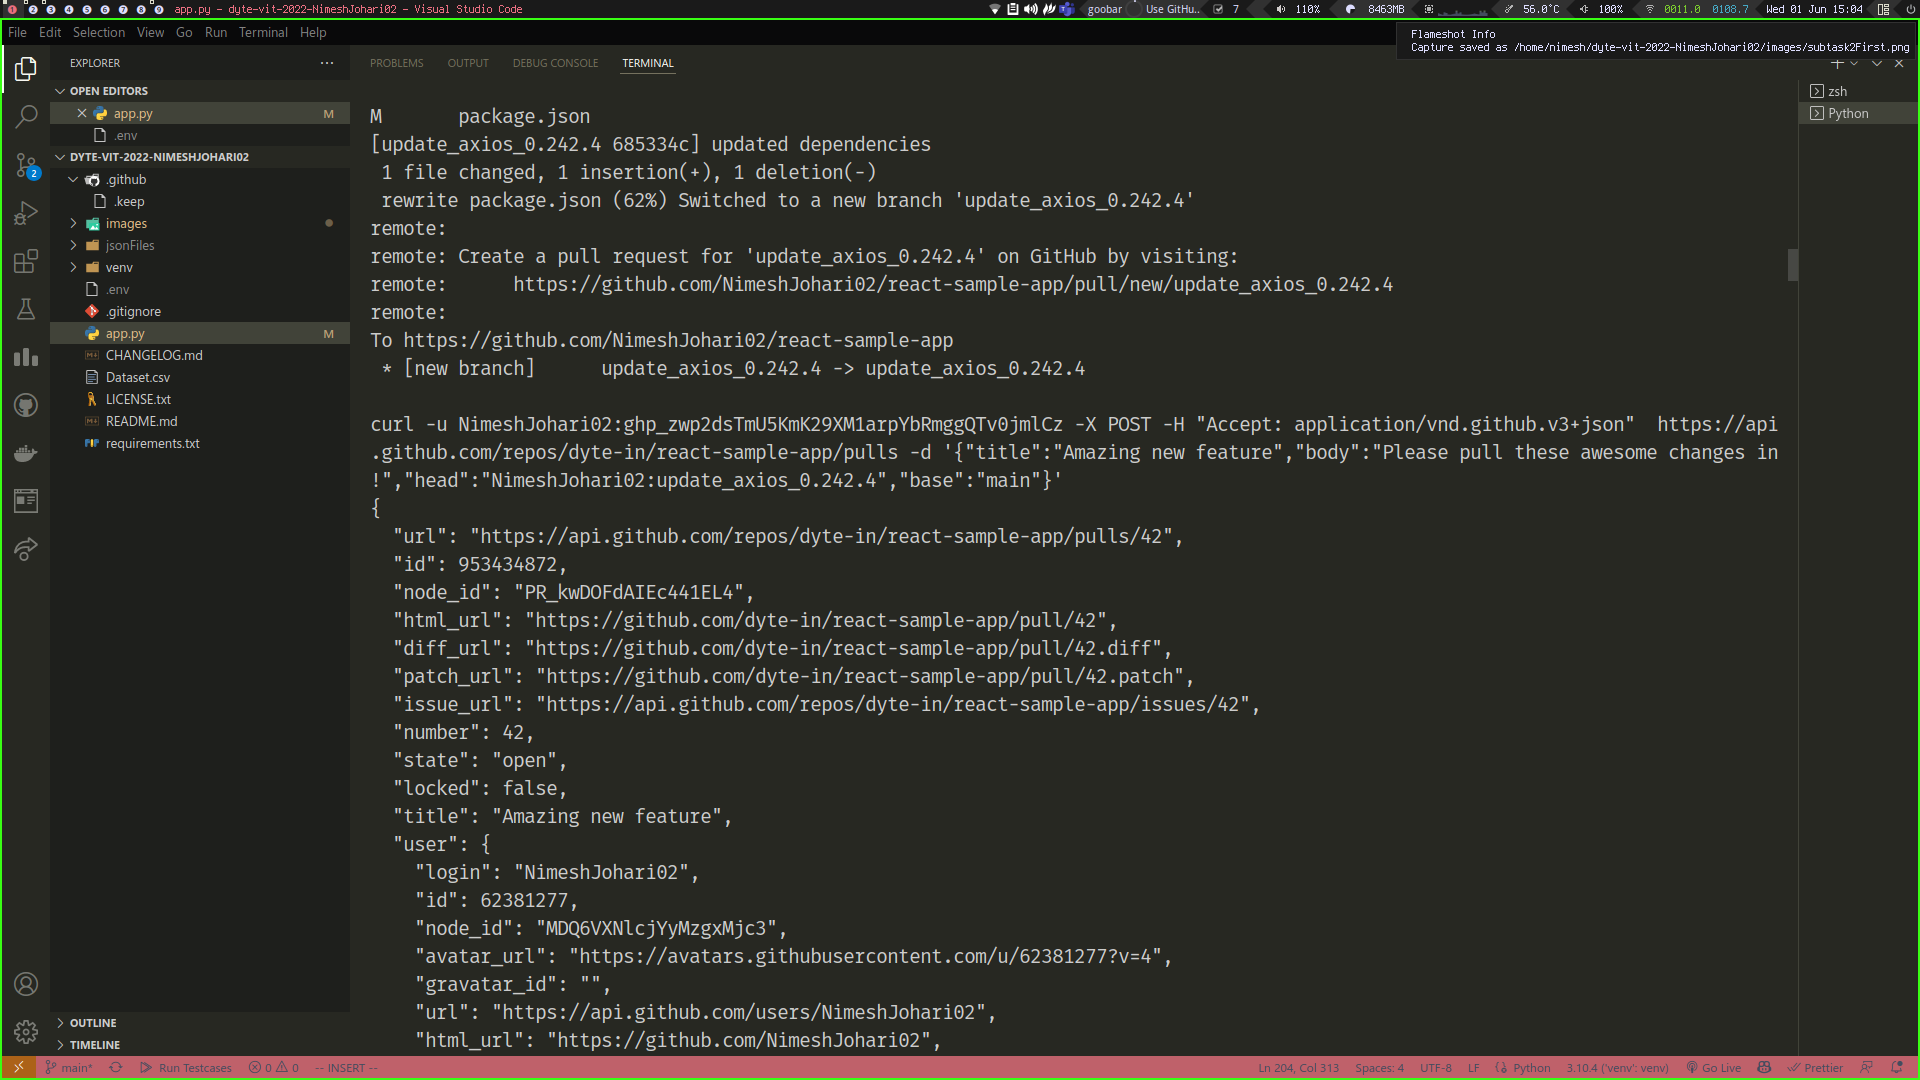 app.py - dyte-vit-2022-NimeshJohari02 - Visual Studio Code
goobar
Use GitHu..
7
110%
8463MB
56.0°C
100%
0011.0 0108.7
Wed 01 Jun 15:04
File Edit Selection View Go Run Terminal Help
Flameshot Info
Capture saved as /home/nimesh/dyte-vit-2022-NimeshJohari02/images/subtask2First.png
EXPLORER
PROBLEMS OUTPUT DEBUG CONSOLE TERMINAL
OPEN EDITORS
app.py M
.env
DYTE-VIT-2022-NIMESHJOHARI02
.github
.keep
images
jsonFiles
venv
.env
.gitignore
app.py M
CHANGELOG.md
Dataset.csv
LICENSE.txt
README.md
requirements.txt
2
OUTLINE
TIMELINE
zsh
Python
M package.json
[update_axios_0.242.4 685334c] updated dependencies
1 file changed, 1 insertion(+), 1 deletion(-)
rewrite package.json (62%) Switched to a new branch 'update_axios_0.242.4'
remote:
remote: Create a pull request for 'update_axios_0.242.4' on GitHub by visiting:
remote: https://github.com/NimeshJohari02/react-sample-app/pull/new/update_axios_0.242.4
remote:
To https://github.com/NimeshJohari02/react-sample-app
* [new branch] update_axios_0.242.4 -> update_axios_0.242.4
curl -u NimeshJohari02: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 -X POST -H "Accept: application/vnd.github.v3+json" https://api
.github.com/repos/dyte-in/react-sample-app/pulls -d '{"title":"Amazing new feature","body":"Please pull these awesome changes in
!","head":"NimeshJohari02:update_axios_0.242.4","base":"main"}'
{
"url": "https://api.github.com/repos/dyte-in/react-sample-app/pulls/42",
"id": 953434872,
"node_id": "PR_kwDOFdAIEc441EL4",
"html_url": "https://github.com/dyte-in/react-sample-app/pull/42",
"diff_url": "https://github.com/dyte-in/react-sample-app/pull/42.diff",
"patch_url": "https://github.com/dyte-in/react-sample-app/pull/42.patch",
"issue_url": "https://api.github.com/repos/dyte-in/react-sample-app/issues/42",
"number": 42,
"state": "open",
"locked": false,
"title": "Amazing new feature",
"user": {
"login": "NimeshJohari02",
"id": 62381277,
"node_id": "MDQ6VXNlcjYyMzgxMjc3",
"avatar_url": "https://avatars.githubusercontent.com/u/62381277?v=4",
"gravatar_id": "",
"url": "https://api.github.com/users/NimeshJohari02",
"html_url": "https://github.com/NimeshJohari02",
main* Run Testcases 0 0 -- INSERT -- Ln 204, Col 313 Spaces: 4 UTF-8 LF Python 3.10.4 ('venv': venv) Go Live Prettier